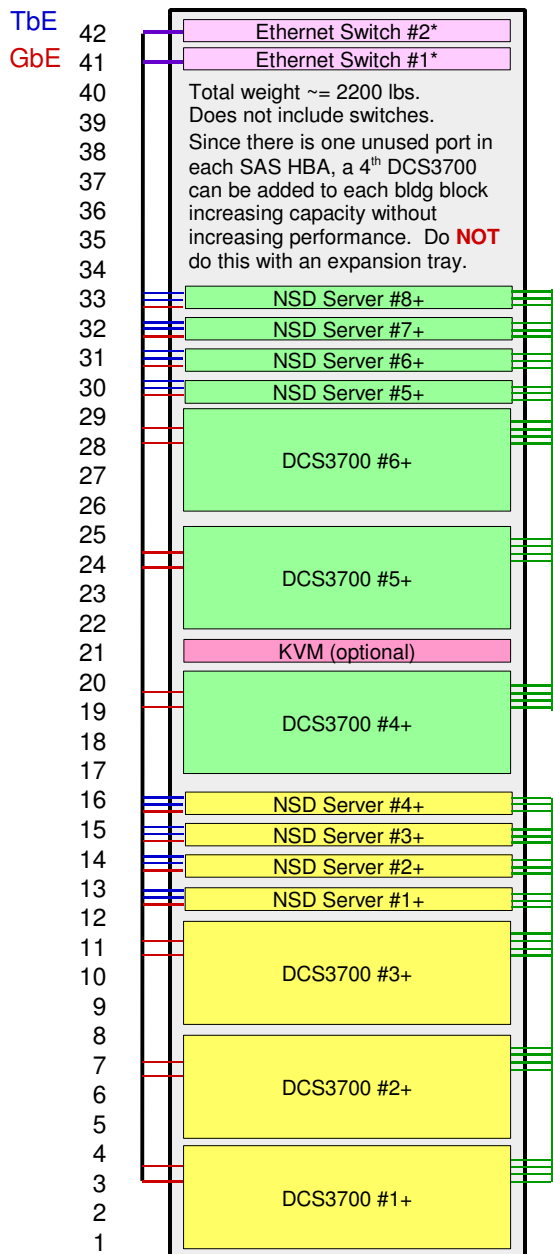 TbE
GbE
42
Ethernet Switch #2*
41
Ethernet Switch #1*
40
39
38
37
36
35
34
Total weight ~= 2200 lbs.
Does not include switches.
Since there is one unused port in
each SAS HBA, a 4th DCS3700
can be added to each bldg block
increasing capacity without
increasing performance.  Do NOT
do this with an expansion tray.
33
NSD Server #8+
32
NSD Server #7+
31
NSD Server #6+
30
NSD Server #5+
29
28
DCS3700 #6+
27
26
25
24
DCS3700 #5+
23
22
21
KVM (optional)
20
19
DCS3700 #4+
18
17
16
NSD Server #4+
15
NSD Server #3+
14
NSD Server #2+
13
NSD Server #1+
12
11
DCS3700 #3+
10
9
8
7
DCS3700 #2+
6
5
4
3
DCS3700 #1+
2
1